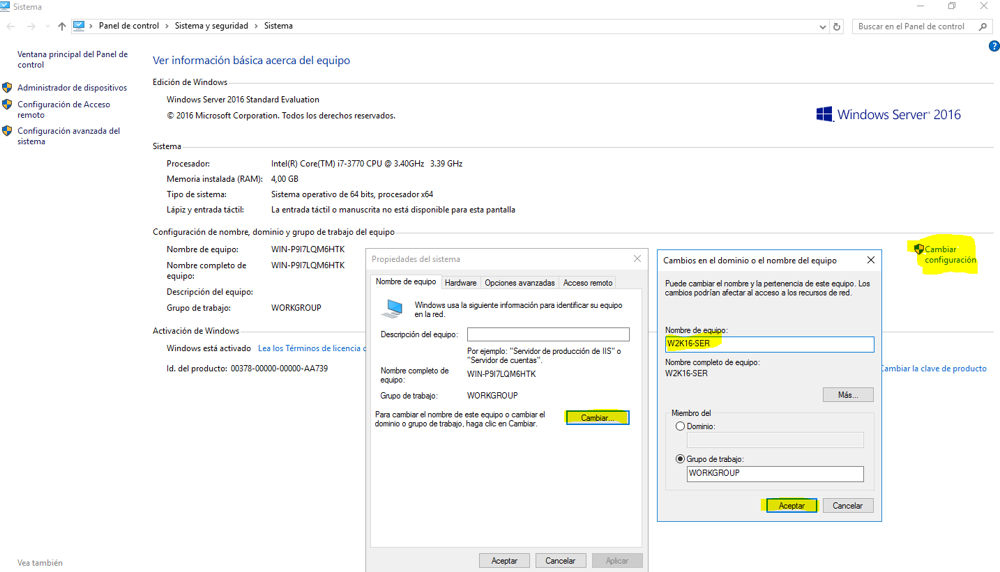 Sistema
Panel de control > Sistema y seguridad > Sistema
Buscar en el Panel de control
Ventana principal del Panel de
control
Administrador de dispositivos
Configuración de Acceso
remoto
Configuración avanzada del
sistema
Vea también
Ver información básica acerca del equipo
Edición de Windows
Windows Server 2016 Standard Evaluation
© 2016 Microsoft Corporation. Todos los derechos reservados.
Windows Server® 2016
Sistema
Procesador: Intel(R) Core(TM) i7-3770 CPU @ 3.40GHz 3.39 GHz
Memoria instalada (RAM): 4,00 GB
Tipo de sistema: Sistema operativo de 64 bits, procesador x64
Lápiz y entrada táctil: La entrada táctil o manuscrita no está disponible para esta pantalla
Configuración de nombre, dominio y grupo de trabajo del equipo
Nombre de equipo: WIN-P9I7LQM6HTK
Nombre completo de WIN-P9I7LQM6HTK
equipo:
Descripción del equipo:
Grupo de trabajo: WORKGROUP
Cambiar
configuración
Activación de Windows
Windows está activado Lea los Términos de licencia
Id. del producto: 00378-00000-00000-AA739
Cambiar la clave de producto
Propiedades del sistema
Nombre de equipo Hardware Opciones avanzadas Acceso remoto
Windows usa la siguiente información para identificar su equipo
en la red.
Descripción del equipo:
Por ejemplo: "Servidor de producción de IIS" o
"Servidor de cuentas".
Nombre completo de WIN-P9I7LQM6HTK
equipo:
Grupo de trabajo: WORKGROUP
Para cambiar el nombre de este equipo o cambiar el
dominio o grupo de trabajo, haga clic en Cambiar.
Cambiar...
Aceptar Cancelar Aplicar
Cambios en el dominio o el nombre del equipo
Puede cambiar el nombre y la pertenencia de este equipo. Los
cambios podrían afectar al acceso a los recursos de red.
Nombre de equipo:
W2K16-SER
Nombre completo de equipo:
W2K16-SER
Más...
Miembro del
Dominio:
Grupo de trabajo:
WORKGROUP
Aceptar Cancelar